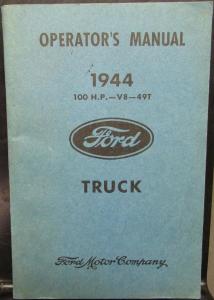 OPERATOR'S MANUAL
1944
100 H.P.—V8—49T
Ford
TRUCK
Ford Motor Company